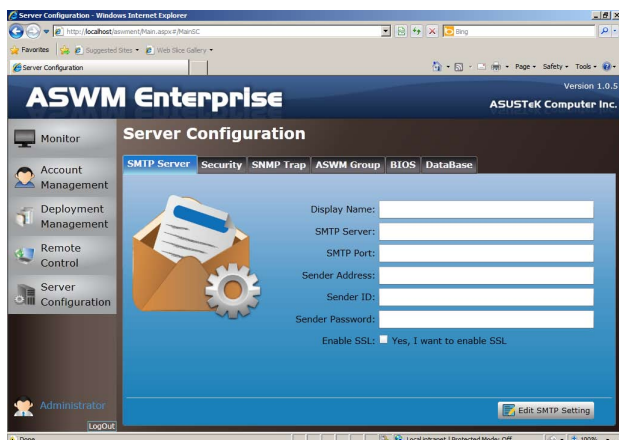 Server Configuration - Windows Internet Explorer
http://localhost/aswment/Main.aspx#/MainSC
Bing
Favorites Suggested Sites Web Slice Gallery
Server Configuration
Page Safety Tools
ASWM Enterprise
Version 1.0.5
ASUSTeK Computer Inc.
Monitor
Account Management
Deployment Management
Remote Control
Server Configuration
Administrator
LogOut
Server Configuration
SMTP Server Security SNMP Trap ASWM Group BIOS DataBase
Display Name:
SMTP Server:
SMTP Port:
Sender Address:
Sender ID:
Sender Password:
Enable SSL: Yes, I want to enable SSL
Edit SMTP Setting
Done Local intranet | Protected Mode: Off 100%